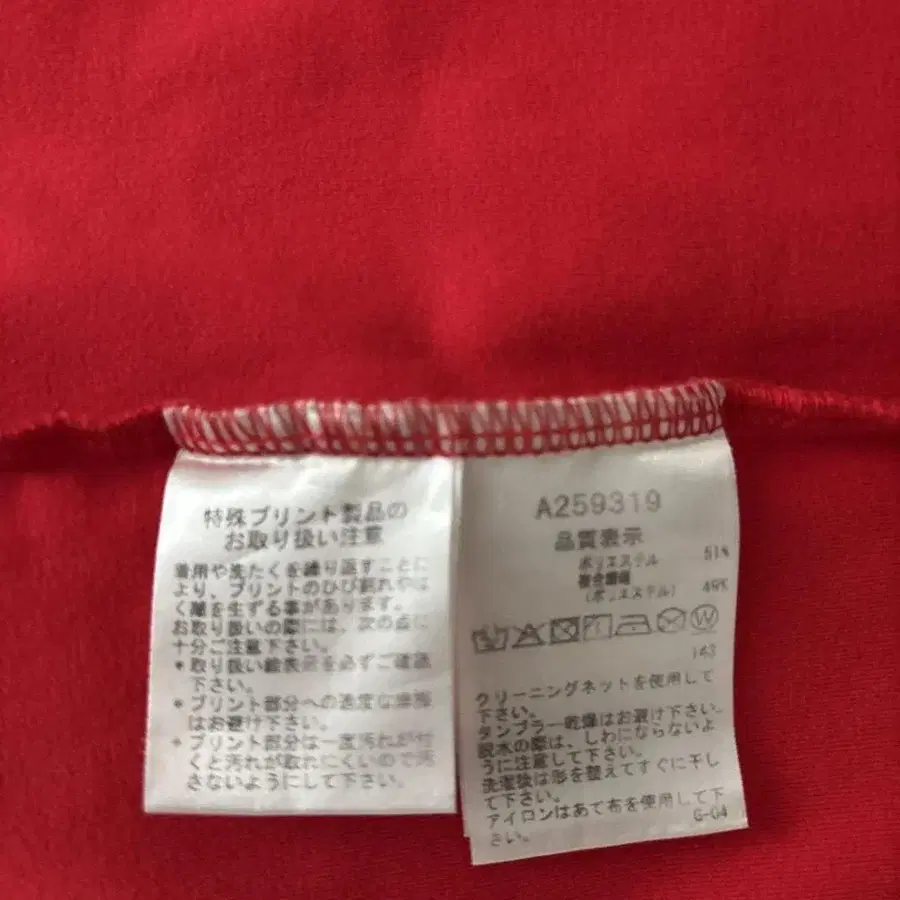 特殊プリント製品の
お取り扱い注意
着用や洗たくを繰り返すことに
より、プリントのひび割れやは
く離を生ずる事があります。
お取り扱いの際には、次の点に
十分ご注意下さい。
*取り扱い絵表示を必ずご確認
下さい。
*プリント部分への過度な摩擦
はお避け下さい。
*プリント部分は一度汚れが付
くと汚れが取れにくいので汚
さないようにして下さい。
A259319
品質表示
ポリエステル 51%
複合繊維
(ポリエステル) 49%
W
143
クリーニングネットを使用して
下さい。
タンブラー乾燥はお避け下さい。
脱水の際は、しわにならないよ
うに注意して下さい。
洗濯後は形を整えてすぐに干し
て下さい。
アイロンはあて布を使用して下
さい。
G-04